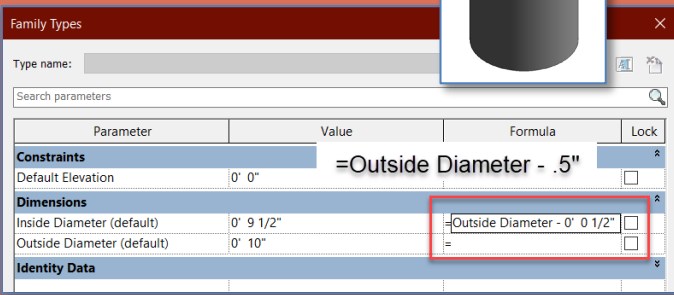 Family Types
Type name:
Search parameters
Parameter Value Formula Lock
Constraints
=Outside Diameter - .5"
Default Elevation 0' 0"
Dimensions
Inside Diameter (default) 0' 9 1/2" =Outside Diameter - 0' 0 1/2"
Outside Diameter (default) 0' 10" =
Identity Data